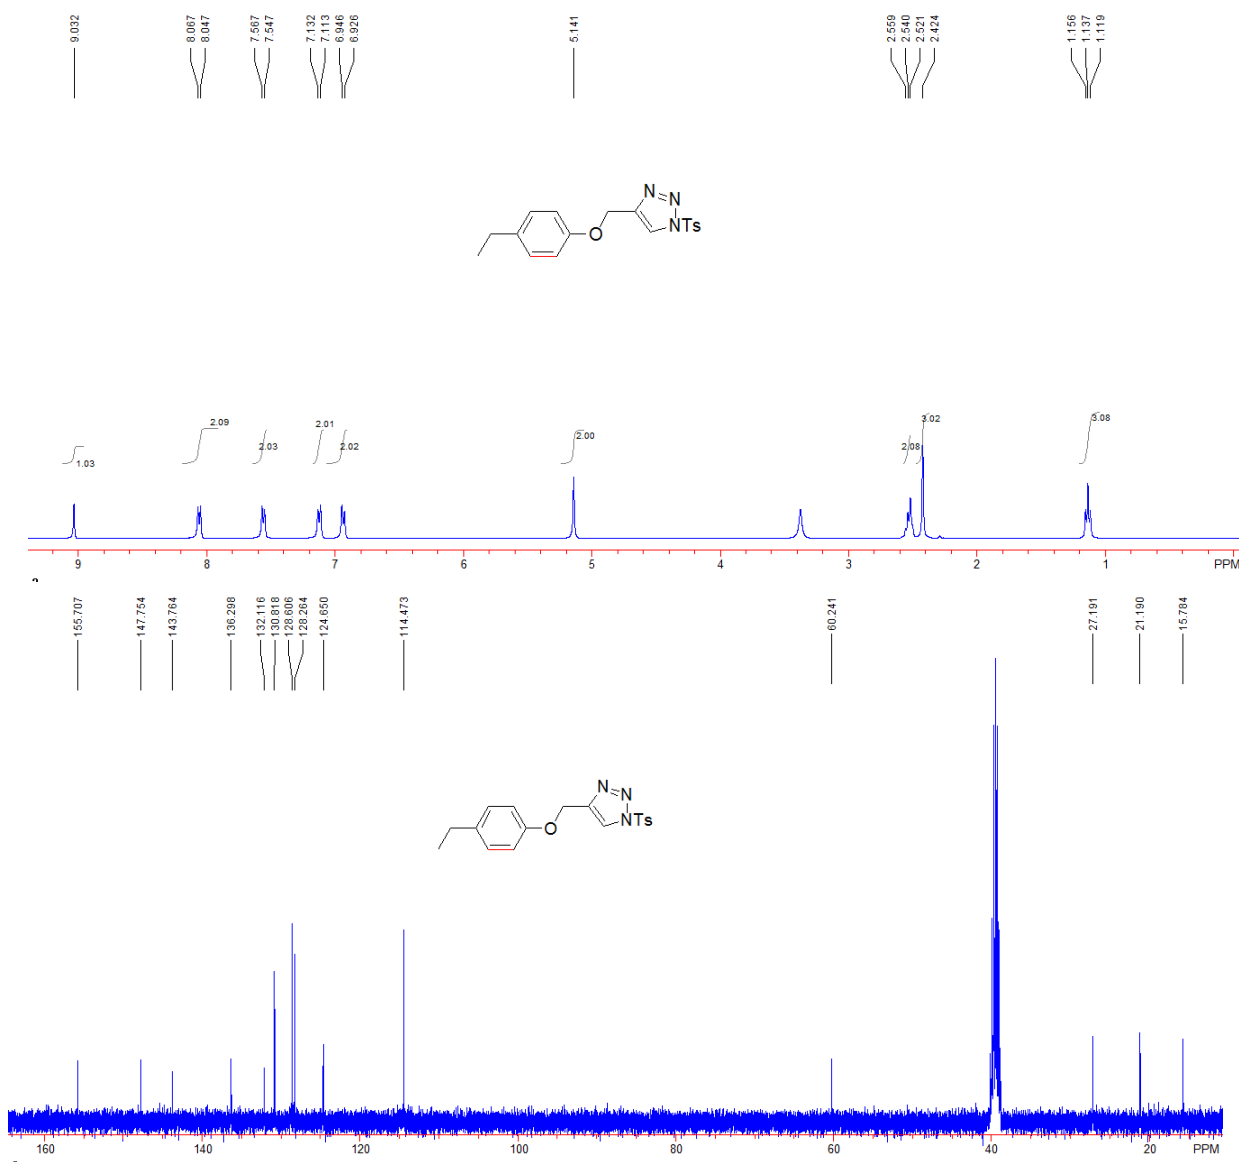 9.032 8.067 8.047 7.567 7.547 7.132 7.113 6.946 6.926 5.141 2.559 2.540 2.521 2.424 1.156 1.137 1.119
N N
N Ts
O
1.03 2.09 2.03 2.01 2.02 2.00 2.08 3.02 3.08
9 8 7 6 5 4 3 2 1 PPM
155.707 147.754 143.764 136.298 132.116 130.818 128.606 128.264 124.650 114.473 60.241 27.191 21.190 15.784
N N
N Ts
O
160 140 120 100 80 60 40 20 PPM